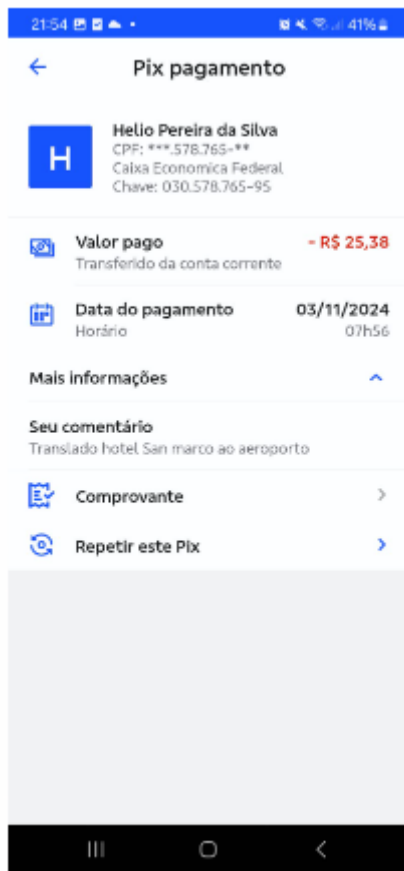 21:54 41%
Pix pagamento
H
Helio Pereira da Silva
CPF: ***.578.765-**
Caixa Economica Federal
Chave: 030.578.765-95
Valor pago - R$ 25,38
Transferido da conta corrente
Data do pagamento 03/11/2024
Horário 07h56
Mais informações
Seu comentário
Translado hotel San marco ao aeroporto
Comprovante
Repetir este Pix